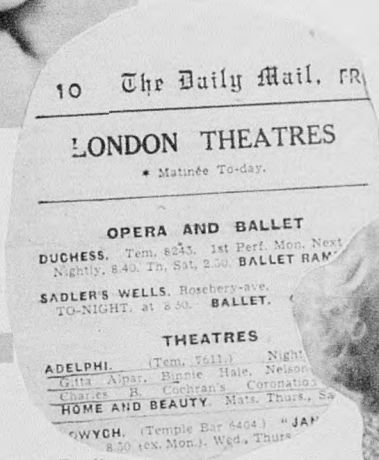 10 The Daily Mail, FR
LONDON THEATRES
* Matinée To-day.
OPERA AND BALLET
DUCHESS. Tem. 8243. 1st Perf. Mon. Next
Nightly, 8.40. Th, Sat, 2.30. BALLET RAM
SADLER'S WELLS. Rosebery-ave.
TO-NIGHT, at 8.30. BALLET.
THEATRES
ADELPHI. (Tem. 7611.) Night
Gitta Alpar, Binnie Hale, Nelson
Charles B. Cochran's Coronation
HOME AND BEAUTY. Mats. Thurs., Sa
DWYCH. (Temple Bar 6404.) "JAN
8.30 (ex. Mon.). Wed., Thurs